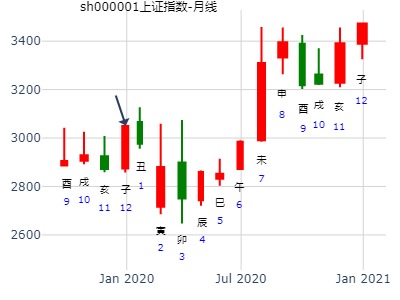 sh000001上证指数-月线
3400
3200
3000
2800
2600
酉
9
戌
10
亥
11
子
12
丑
1
寅
2
卯
3
辰
4
巳
5
午
6
未
7
申
8
酉
9
戌
10
亥
11
子
12
Jan 2020
Jul 2020
Jan 2021